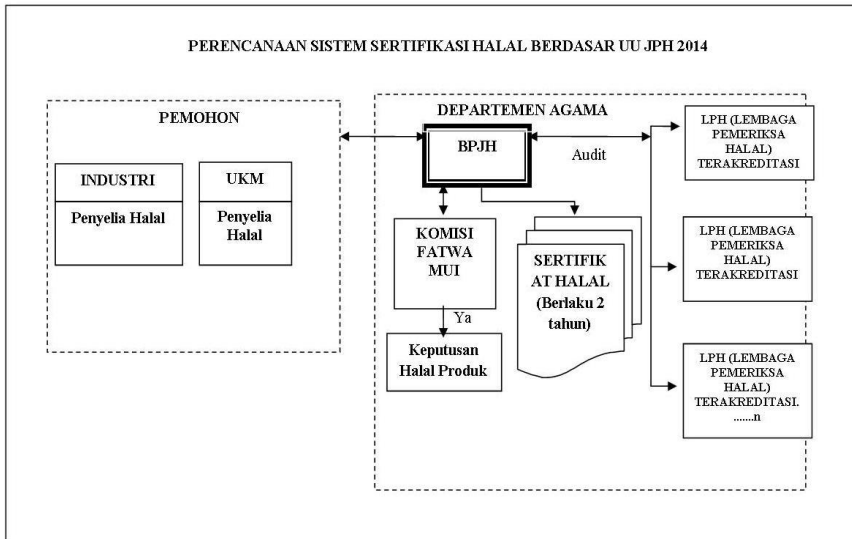 PERENCANAAN SISTEM SERTIFIKASI HALAL BERDASAR UU JPH 2014
PEMOHON
INDUSTRI
Penyelia Halal
UKM
Penyelia
Halal
DEPARTEMEN AGAMA
BPJH
Audit
KOMISI
FATWA
MUI
Ya
Keputusan
Halal Produk
SERTIFIK
AT HALAL
(Berlaku 2
tahun)
LPH (LEMBAGA
PEMERIKSA
HALAL)
TERAKREDITASI
LPH (LEMBAGA
PEMERIKSA
HALAL)
TERAKREDITASI
LPH (LEMBAGA
PEMERIKSA
HALAL)
TERAKREDITASI.
.......n